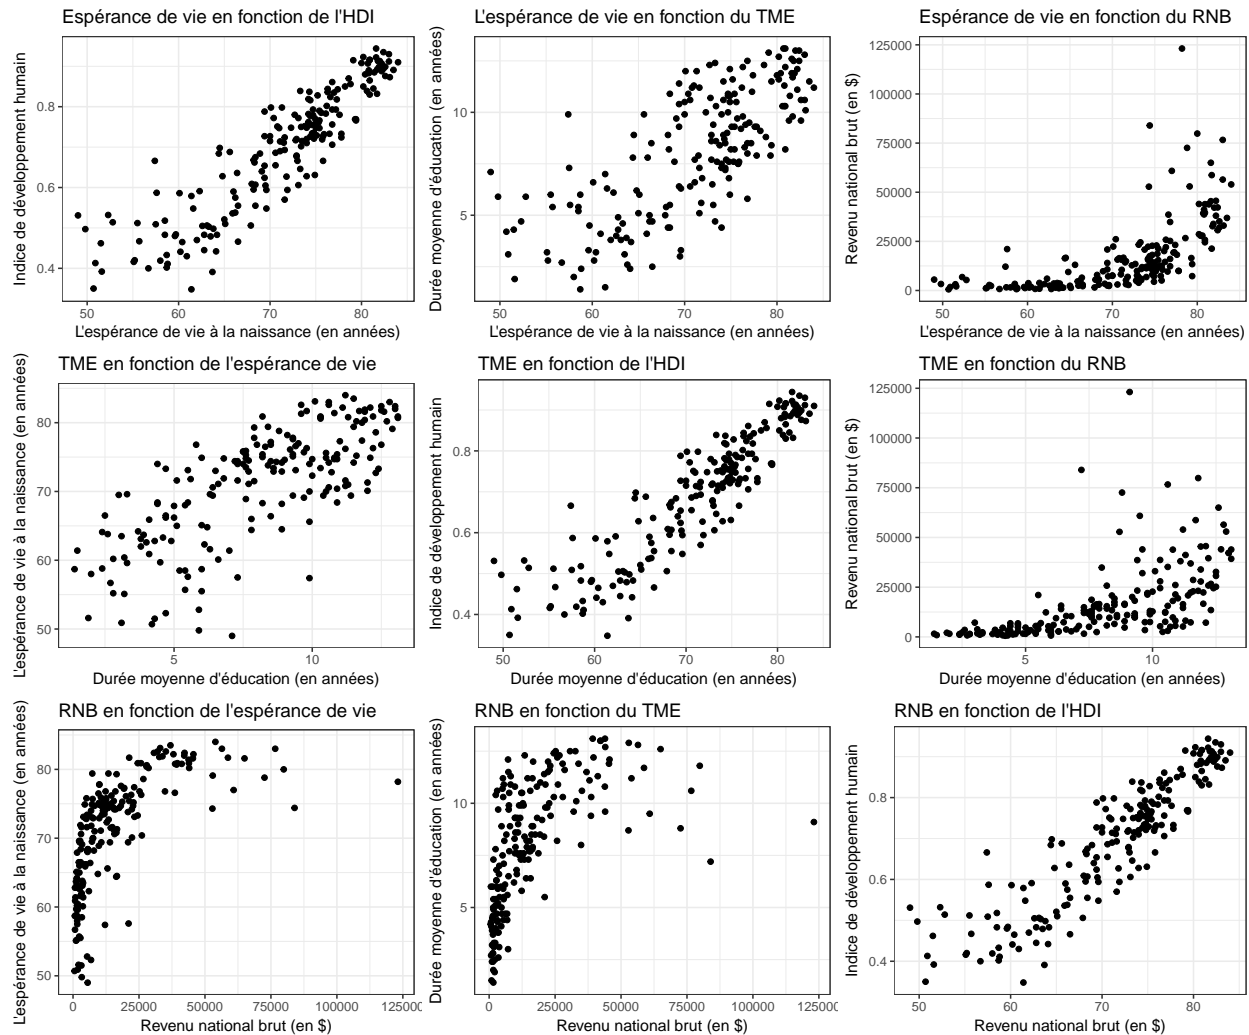 Espérance de vie en fonction de l'HDI
Indice de développement humain
0.8
0.6
0.4
50 60 70 80
L'espérance de vie à la naissance (en années)
L'espérance de vie en fonction du TME
Durée moyenne d'éducation (en années)
10
5
50 60 70 80
L'espérance de vie à la naissance (en années)
Espérance de vie en fonction du RNB
Revenu national brut (en $)
125000
100000
75000
50000
25000
0
50 60 70 80
L'espérance de vie à la naissance (en années)
TME en fonction de l'espérance de vie
L'espérance de vie à la naissance (en années)
80
70
60
50
5 10
Durée moyenne d'éducation (en années)
TME en fonction de l'HDI
Indice de développement humain
0.8
0.6
0.4
50 60 70 80
Durée moyenne d'éducation (en années)
TME en fonction du RNB
Revenu national brut (en $)
125000
100000
75000
50000
25000
0
5 10
Durée moyenne d'éducation (en années)
RNB en fonction de l'espérance de vie
L'espérance de vie à la naissance (en années)
80
70
60
50
0 25000 50000 75000 100000 12500
Revenu national brut (en $)
RNB en fonction du TME
Durée moyenne d'éducation (en années)
10
5
0 25000 50000 75000 100000 12500
Revenu national brut (en $)
RNB en fonction de l'HDI
Indice de développement humain
0.8
0.6
0.4
50 60 70 80
Revenu national brut (en $)